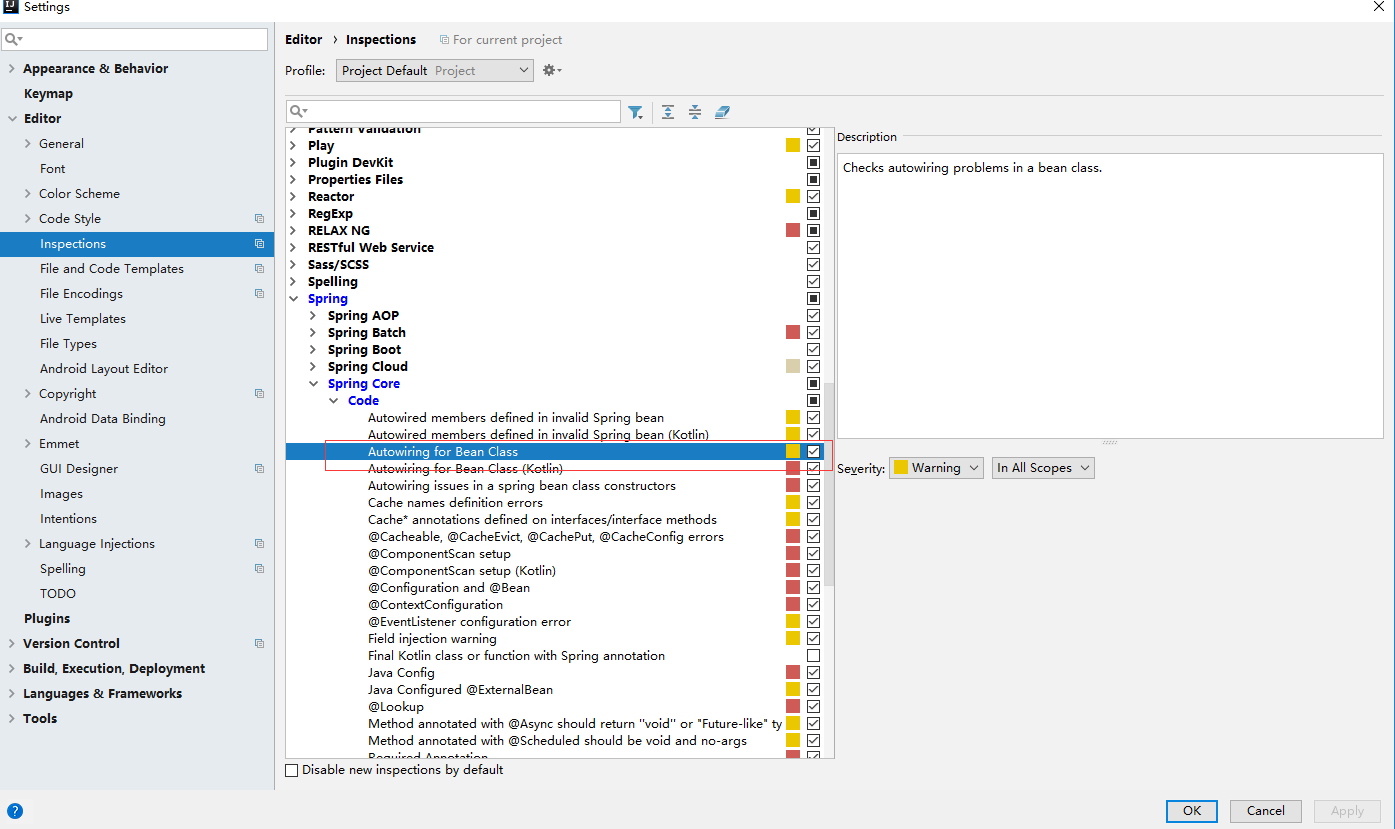 Settings
Appearance & Behavior
Keymap
Editor
General
Font
Color Scheme
Code Style
Inspections
File and Code Templates
File Encodings
Live Templates
File Types
Android Layout Editor
Copyright
Android Data Binding
Emmet
GUI Designer
Images
Intentions
Language Injections
Spelling
TODO
Plugins
Version Control
Build, Execution, Deployment
Languages & Frameworks
Tools
Editor › Inspections For current project
Profile: Project Default Project
Pattern Validation
Play
Plugin DevKit
Properties Files
Reactor
RegExp
RELAX NG
RESTful Web Service
Sass/SCSS
Spelling
Spring
Spring AOP
Spring Batch
Spring Boot
Spring Cloud
Spring Core
Code
Autowired members defined in invalid Spring bean
Autowired members defined in invalid Spring bean (Kotlin)
Autowiring for Bean Class
Autowiring for Bean Class (Kotlin)
Autowiring issues in a spring bean class constructors
Cache names definition errors
Cache* annotations defined on interfaces/interface methods
@Cacheable, @CacheEvict, @CachePut, @CacheConfig errors
@ComponentScan setup
@ComponentScan setup (Kotlin)
@Configuration and @Bean
@ContextConfiguration
@EventListener configuration error
Field injection warning
Final Kotlin class or function with Spring annotation
Java Config
Java Configured @ExternalBean
@Lookup
Method annotated with @Async should return "void" or "Future-like" ty
Method annotated with @Scheduled should be void and no-args
Required Annotation
Disable new inspections by default
Description
Checks autowiring problems in a bean class.
Severity: Warning In All Scopes
? OK Cancel Apply